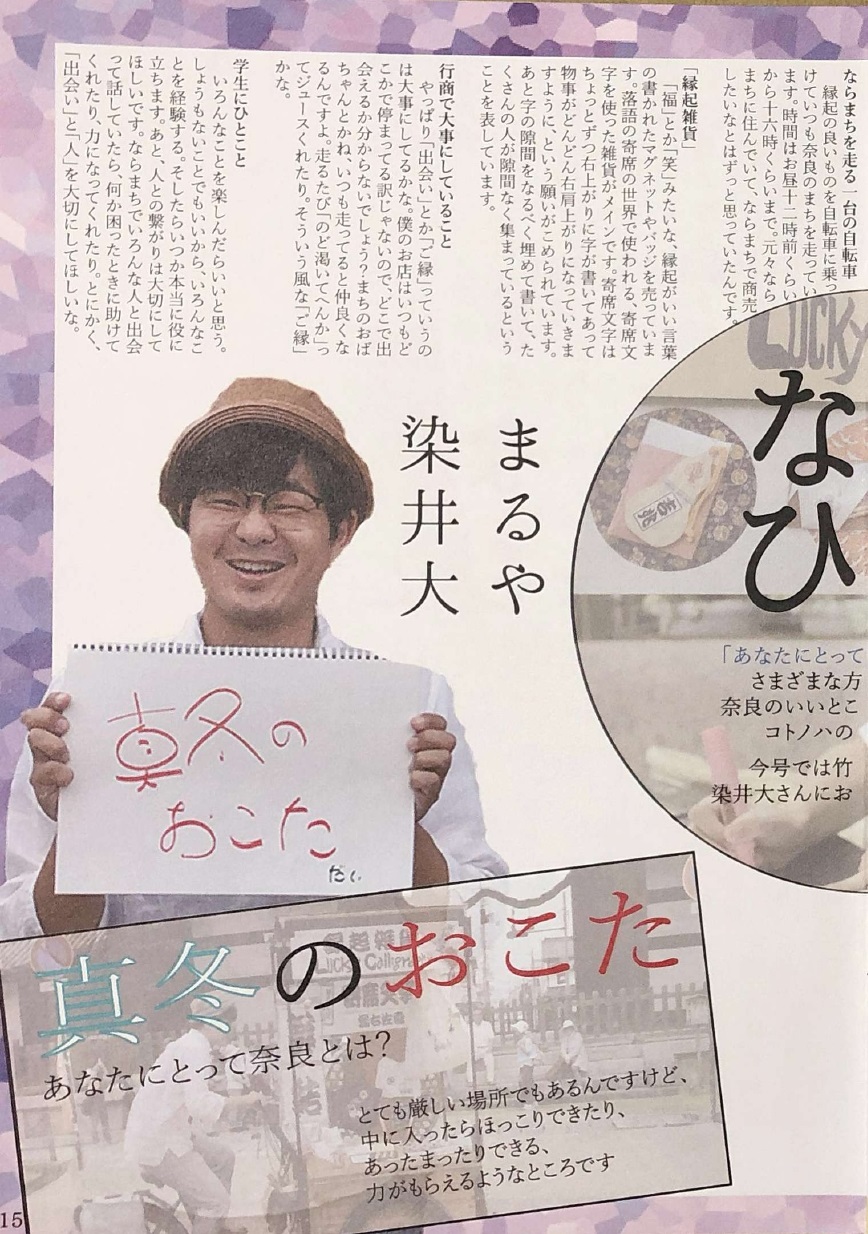 ならまちを走る一台の自転車
縁起の良いものを自転車に乗っ
けていつも奈良のまちを走ってい
ます。時間はお昼十二時前くらい
から十六時くらいまで。元々なら
まちに住んでいて、ならまちで商売
したいなとはずっと思っていたんです。
「縁起雑貨」
「福」とか「笑」みたいな、縁起がいい言葉
の書かれたマグネットやバッジを売っていま
す。落語の寄席の世界で使われる、寄席文
字を使った雑貨がメインです。寄席文字は
ちょっとずつ右上がりに字が書いてあって
物事がどんどん右肩上がりになっていきま
すように、という願いがこめられています。
あと字の隙間をなるべく埋めて書いて、た
くさんの人が隙間なく集まっているという
ことを表しています。
行商で大事にしていること
やっぱり「出会い」とか「ご縁」っていうの
は大事にしてるかな。僕のお店はいつもど
こかで停まってる訳じゃないので、どこで出
会えるか分からないでしょう?まちのおば
ちゃんとかね、いつも走ってると仲良くな
るんですよ。走るたび「のど渇いてへんか」っ
てジュースくれたり。そういう風な「ご縁」
かな。
学生にひとこと
いろんなことを楽しんだらいいと思う。
しょうもないことでもいいから、いろんなこ
とを経験する。そしたらいつか本当に役に
立ちます。あと、人との繋がりは大切にして
ほしいです。ならまちでいろんな人と出会
って話していたら、何か困ったときに助けて
くれたり、力になってくれたり。とにかく、
「出会い」と「人」を大切にしてほしいな。
LUCKY
なひ
「あなたにとって
さまざまな方
奈良のいいとこ
コトノハの
今号では竹
染井大さんにお
まるや
染井大
真冬の
おこた
だい
真冬のおこた
あなたにとって奈良とは?
とても厳しい場所でもあるんですけど、
中に入ったらほっこりできたり、
あったまったりできる、
力がもらえるようなところです
Lucky Calligraphy
15